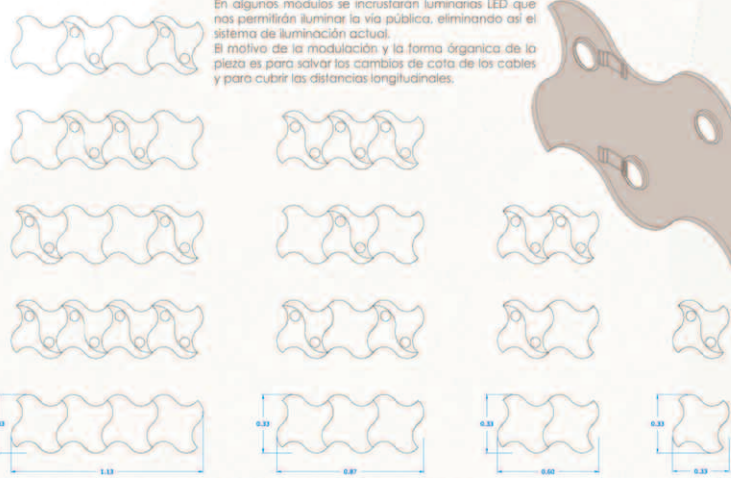 En algunos módulos se incrustarán luminarias LED que
nos permitirán iluminar la vía pública, eliminando así el
sistema de iluminación actual.
El motivo de la modulación y la forma órganica de la
pieza es para salvar los cambios de cota de los cables
y para cubrir las distancias longitudinales.
0.33
0.33
0.33
1.13
0.87
0.60
0.33